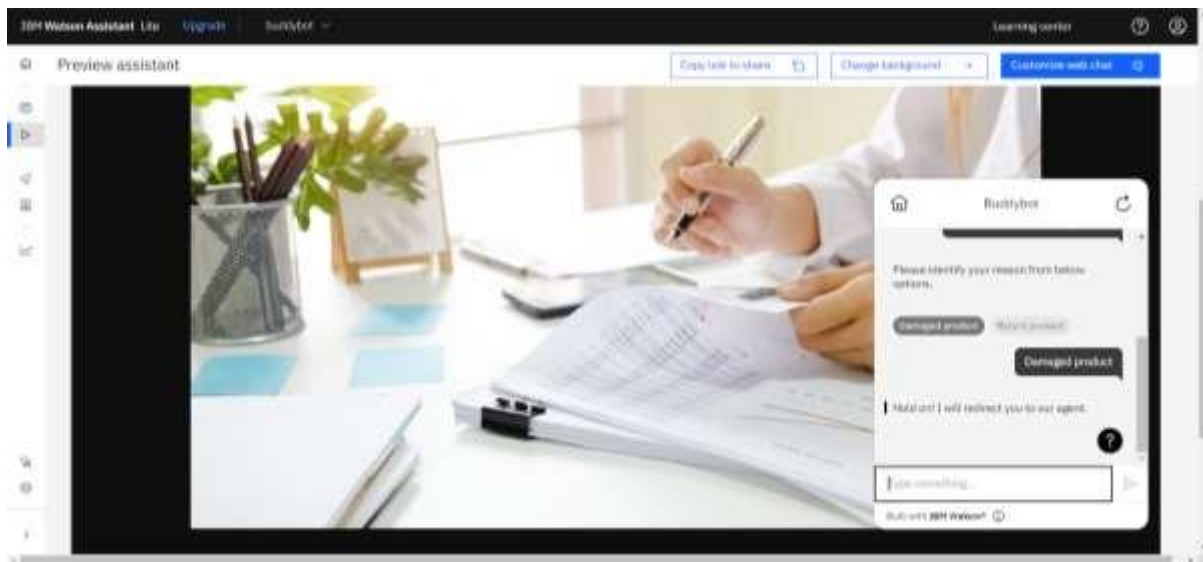 IBM Watson Assistant Lite Upgrade buddybot Learning center
Preview assistant Copy link to share Change background Customize web chat
Buddybot
Please identify your reason from below
options.
Damaged product Return product
Damaged product
Hold on! I will redirect you to our agent.
?
Type something...
Built with IBM Watson®